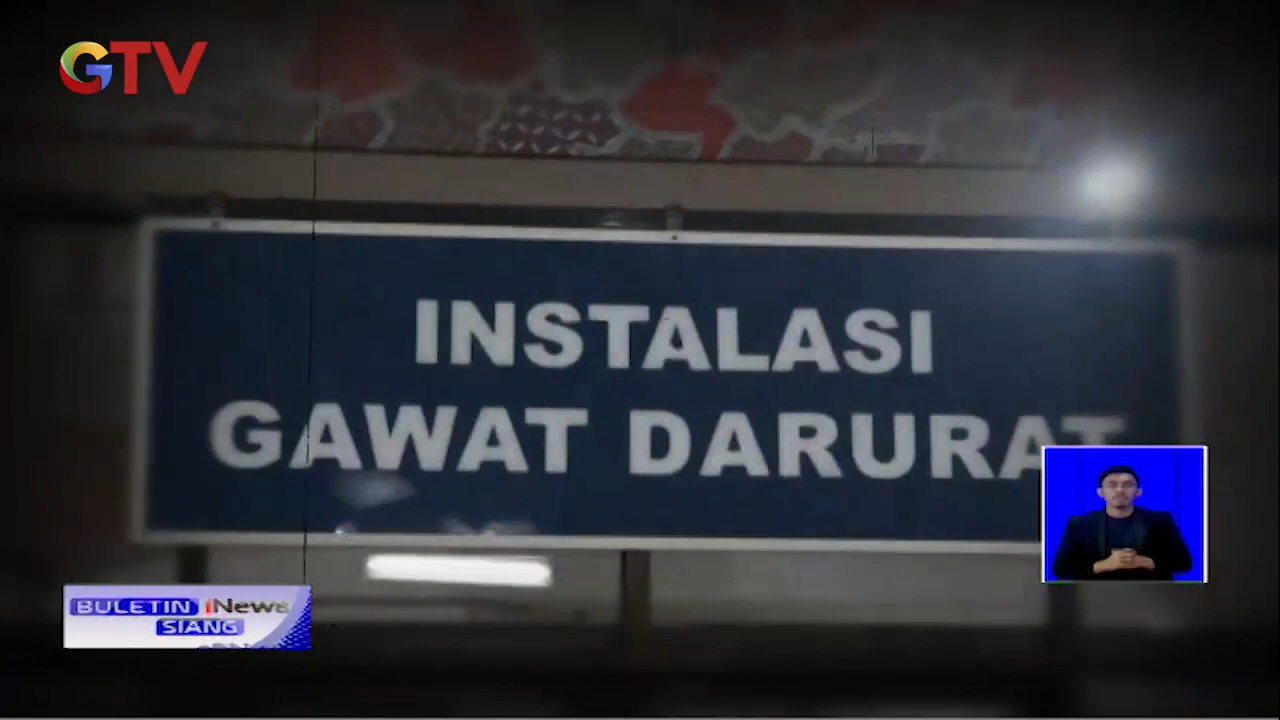 GTV
INSTALASI
GAWAT DARURAT
BULETIN iNews
SIANG